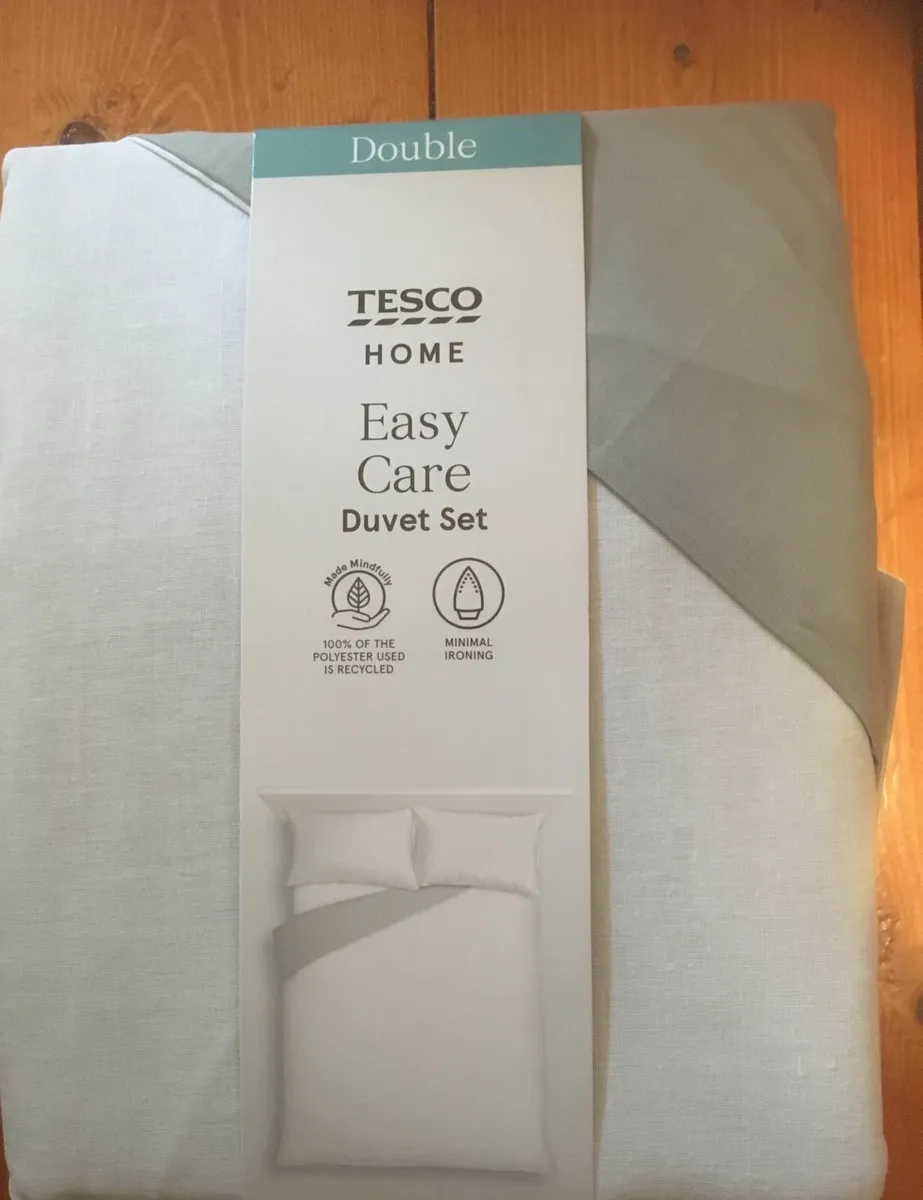 Double
TESCO
HOME
Easy
Care
Duvet Set
Made Mindfully
100% OF THE
POLYESTER USED
IS RECYCLED
MINIMAL
IRONING